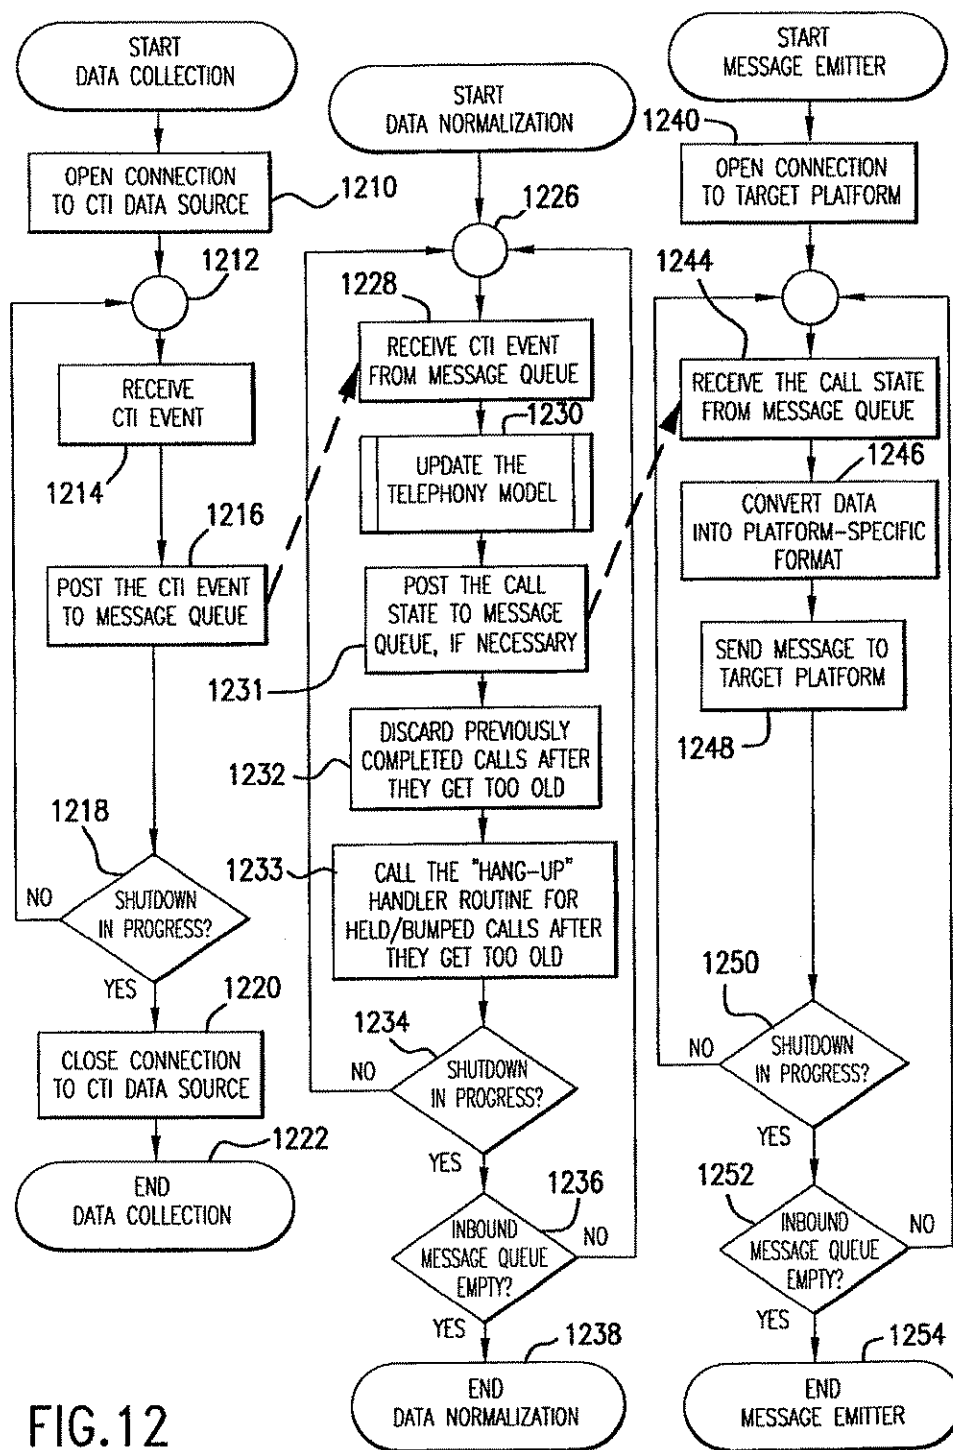 START
DATA COLLECTION
OPEN CONNECTION
TO CTI DATA SOURCE
1210
1212
RECEIVE
CTI EVENT
1214
1216
POST THE CTI EVENT
TO MESSAGE QUEUE
1218
SHUTDOWN
IN PROGRESS?
NO
YES
1220
CLOSE CONNECTION
TO CTI DATA SOURCE
1222
END
DATA COLLECTION
START
DATA NORMALIZATION
1226
1228
RECEIVE CTI EVENT
FROM MESSAGE QUEUE
1230
UPDATE THE
TELEPHONY MODEL
POST THE CALL
STATE TO MESSAGE
QUEUE, IF NECESSARY
1231
DISCARD PREVIOUSLY
COMPLETED CALLS AFTER
THEY GET TOO OLD
1232
1233
CALL THE "HANG-UP"
HANDLER ROUTINE FOR
HELD/BUMPED CALLS AFTER
THEY GET TOO OLD
1234
SHUTDOWN
IN PROGRESS?
NO
YES
1236
INBOUND
MESSAGE QUEUE
EMPTY?
NO
YES
1238
END
DATA NORMALIZATION
START
MESSAGE EMITTER
1240
OPEN CONNECTION
TO TARGET PLATFORM
1244
RECEIVE THE CALL STATE
FROM MESSAGE QUEUE
1246
CONVERT DATA
INTO PLATFORM-SPECIFIC
FORMAT
SEND MESSAGE TO
TARGET PLATFORM
1248
1250
SHUTDOWN
IN PROGRESS?
NO
YES
1252
INBOUND
MESSAGE QUEUE
EMPTY?
NO
YES
1254
END
MESSAGE EMITTER
FIG.12